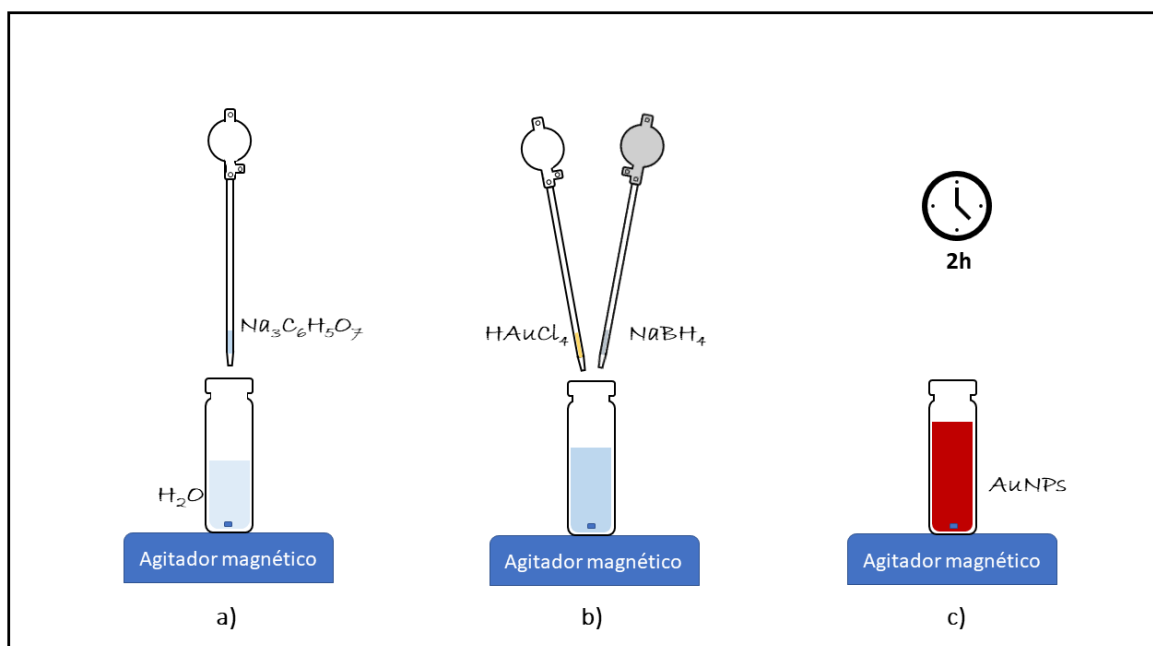 Na₃C₆H₅O₇
H₂O
Agitador magnético
a)
HAuCl₄
NaBH₄
Agitador magnético
b)
2h
AuNPS
Agitador magnético
c)